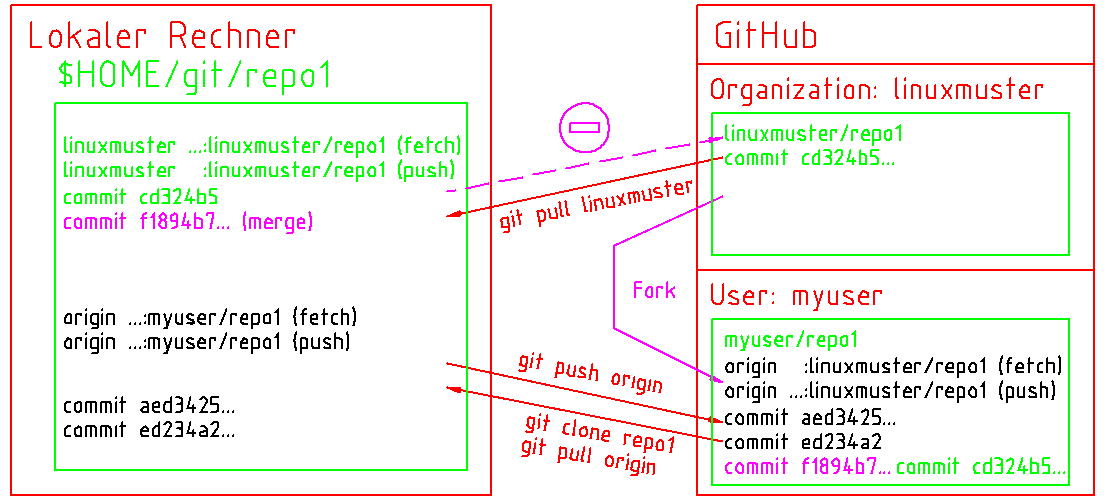 Lokaler Rechner
$HOME/git/repo1
linuxmuster ...:linuxmuster/repo1 (fetch)
linuxmuster :linuxmuster/repo1 (push)
commit cd324b5
commit f1894b7... (merge)
origin ...:myuser/repo1 (fetch)
origin ...:myuser/repo1 (push)
commit aed3425...
commit ed234a2...
git pull linuxmuster
Fork
git push origin
git clone repo1
git pull origin
GitHub
Organization: linuxmuster
linuxmuster/repo1
commit cd324b5...
User: myuser
myuser/repo1
origin :linuxmuster/repo1 (fetch)
origin ...:linuxmuster/repo1 (push)
commit aed3425...
commit ed234a2
commit f1894b7... commit cd324b5...